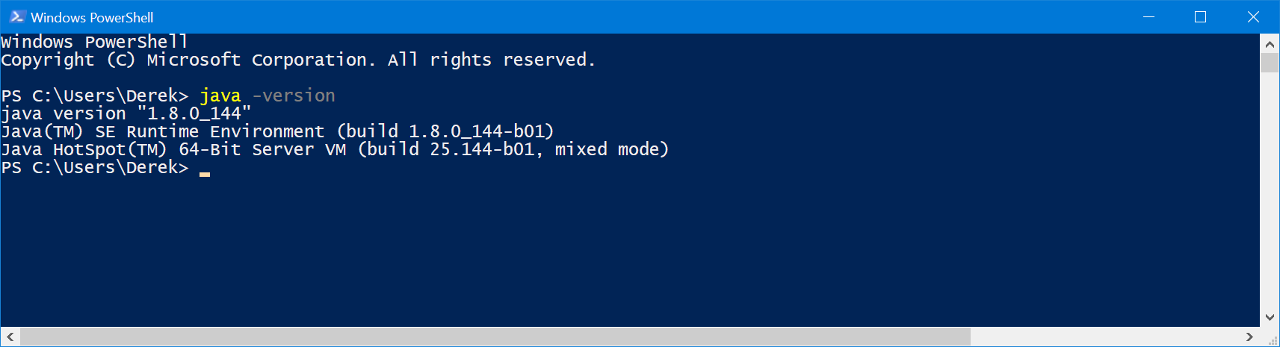 Windows PowerShell
Windows PowerShell
Copyright (C) Microsoft Corporation. All rights reserved.
PS C:\Users\Derek> java -version
java version "1.8.0_144"
Java(TM) SE Runtime Environment (build 1.8.0_144-b01)
Java HotSpot(TM) 64-Bit Server VM (build 25.144-b01, mixed mode)
PS C:\Users\Derek>